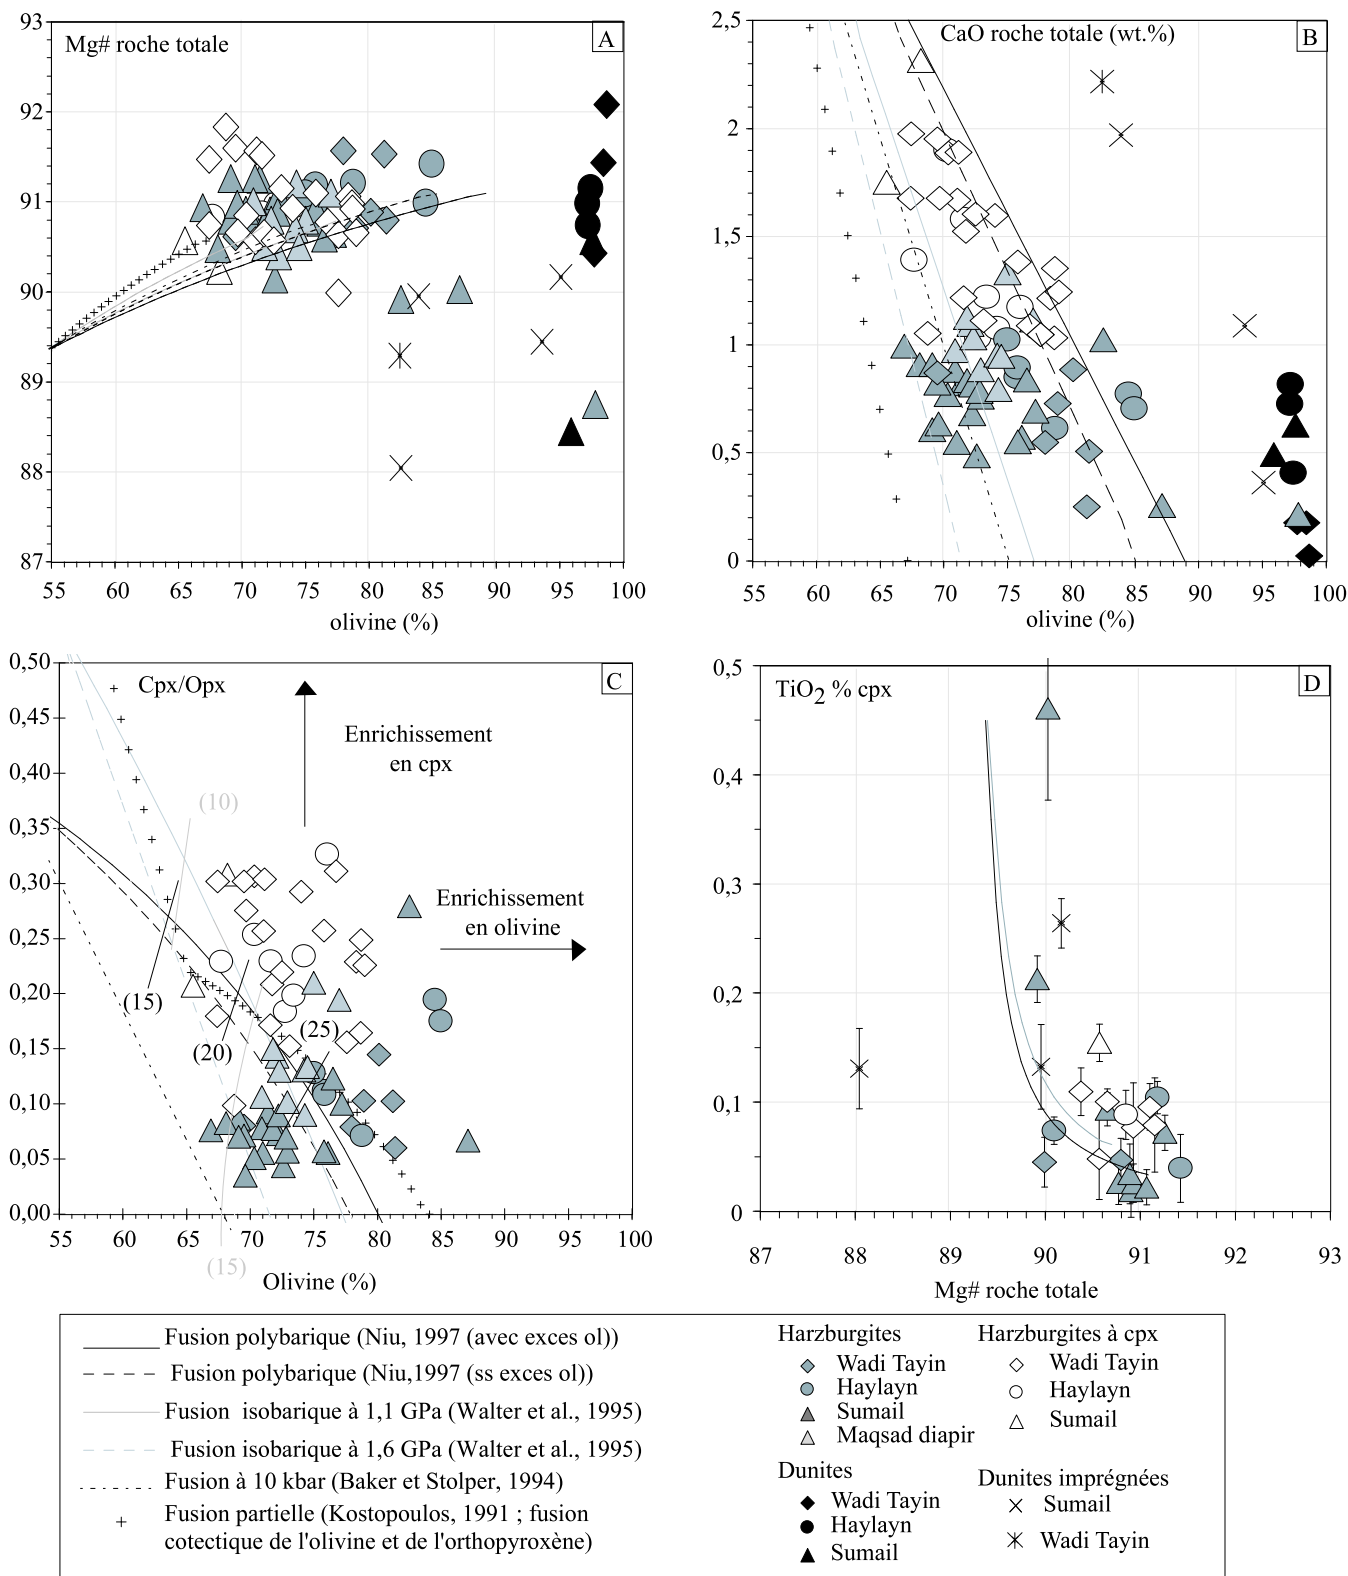 93
92
91
90
89
88
87
Mg# roche totale
A
55 60 65 70 75 80 85 90 95 100
olivine (%)
2,5
2
1,5
1
0,5
0
CaO roche totale (wt.%)
B
55 60 65 70 75 80 85 90 95 100
olivine (%)
0,50
0,45
0,40
0,35
0,30
0,25
0,20
0,15
0,10
0,05
0,00
Cpx/Opx
C
Enrichissement
en cpx
(10)
Enrichissement
en olivine
(15)
(20)
(25)
(15)
55 60 65 70 75 80 85 90 95 100
Olivine (%)
0,5
0,4
0,3
0,2
0,1
0
TiO2 % cpx
D
87 88 89 90 91 92 93
Mg# roche totale
Fusion polybarique (Niu, 1997 (avec exces ol))
Fusion polybarique (Niu,1997 (ss exces ol))
Fusion isobarique à 1,1 GPa (Walter et al., 1995)
Fusion isobarique à 1,6 GPa (Walter et al., 1995)
Fusion à 10 kbar (Baker et Stolper, 1994)
Fusion partielle (Kostopoulos, 1991 ; fusion
cotectique de l'olivine et de l'orthopyroxène)
Harzburgites
Wadi Tayin
Haylayn
Sumail
Maqsad diapir
Dunites
Wadi Tayin
Haylayn
Sumail
Harzburgites à cpx
Wadi Tayin
Haylayn
Sumail
Dunites imprégnées
Sumail
Wadi Tayin